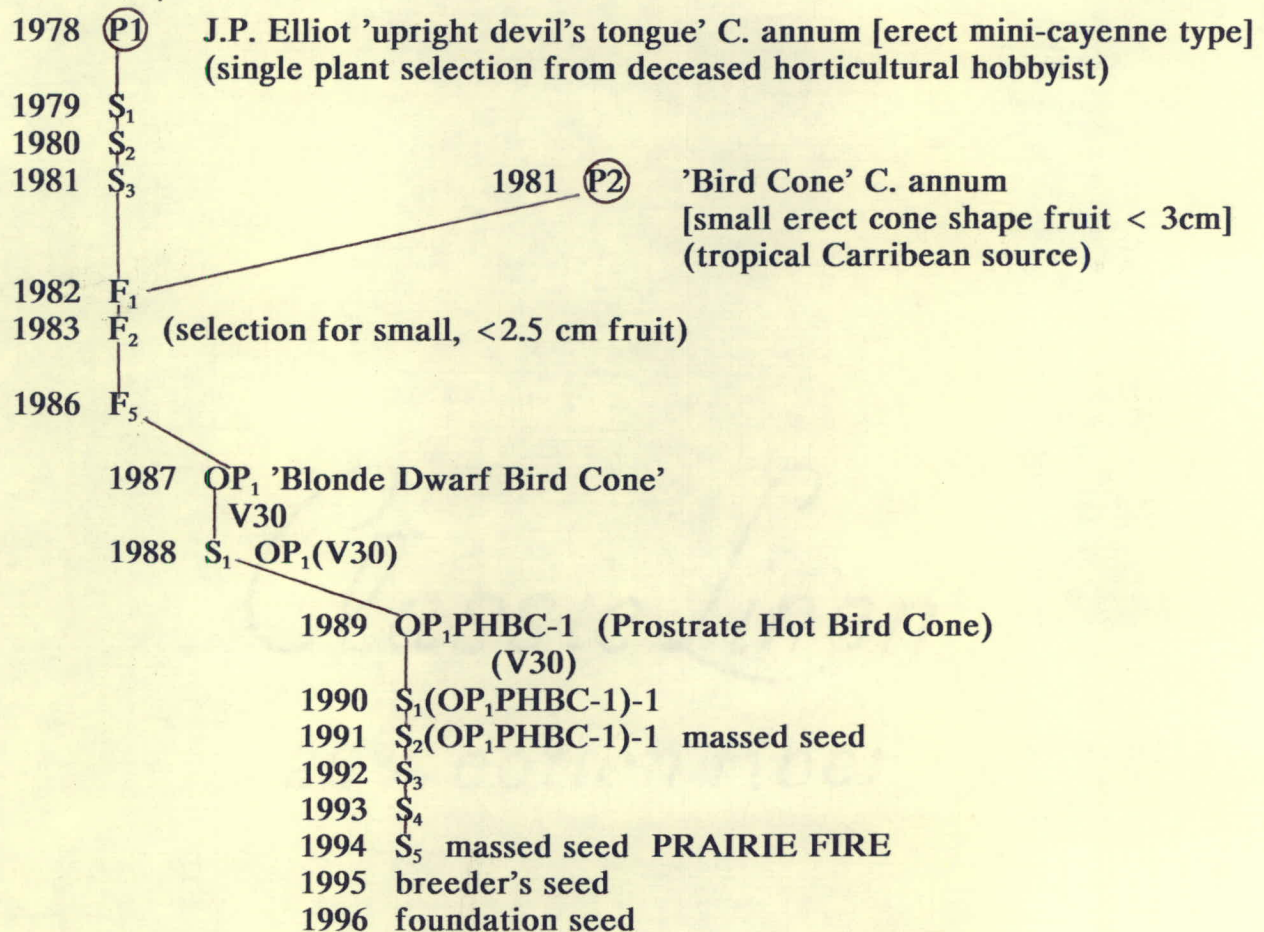 1978 P1 J.P. Elliot 'upright devil's tongue' C. annum [erect mini-cayenne type]
(single plant selection from deceased horticultural hobbyist)
1979 S₁
1980 S₂
1981 S₃ 1981 P2 'Bird Cone' C. annum
[small erect cone shape fruit < 3cm]
(tropical Carribean source)
1982 F₁
1983 F₂ (selection for small, <2.5 cm fruit)
1986 F₅
1987 OP₁ 'Blonde Dwarf Bird Cone'
V30
1988 S₁ OP₁(V30)
1989 OP₁PHBC-1 (Prostrate Hot Bird Cone)
(V30)
1990 S₁(OP₁PHBC-1)-1
1991 S₂(OP₁PHBC-1)-1 massed seed
1992 S₃
1993 S₄
1994 S₅ massed seed PRAIRIE FIRE
1995 breeder's seed
1996 foundation seed